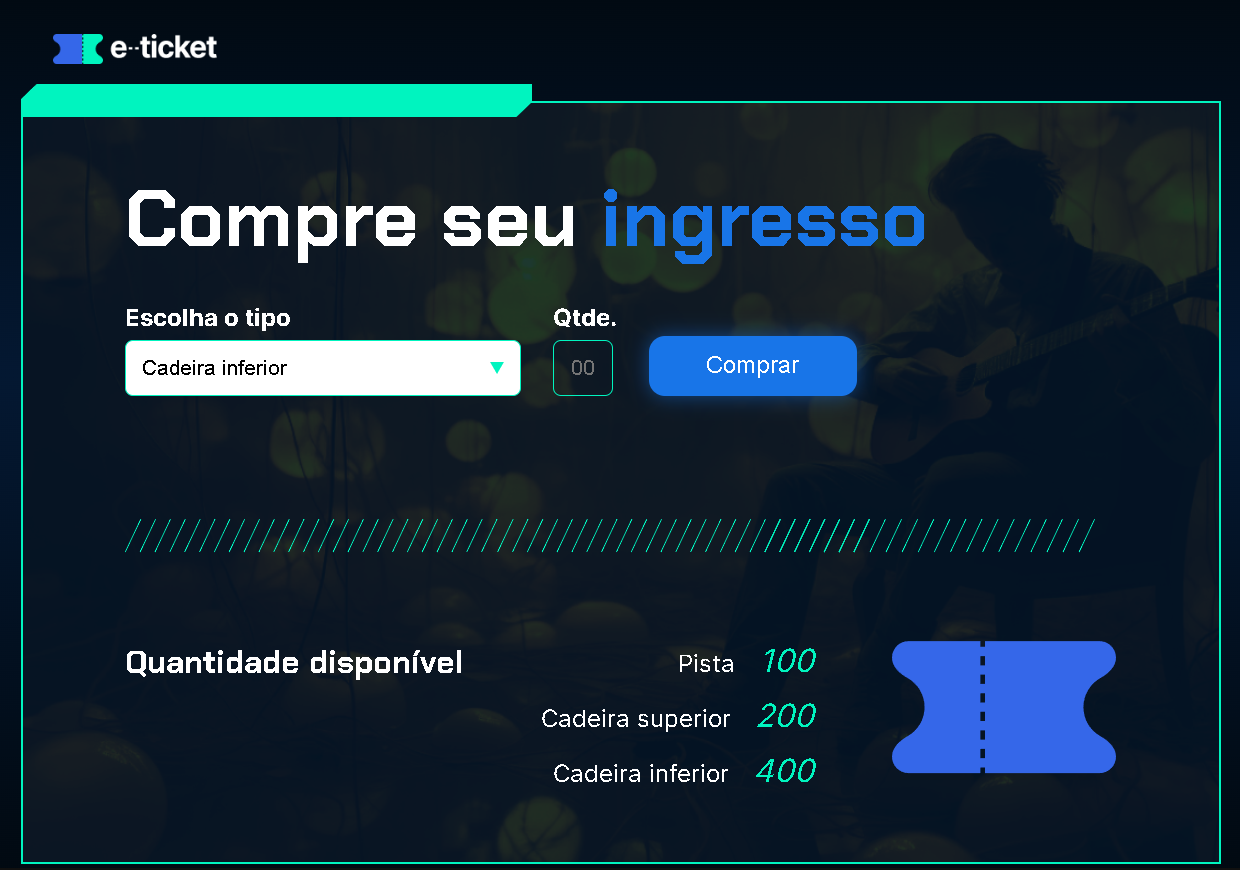 e--ticket
Compre seu ingresso
Escolha o tipo
Qtde.
Cadeira inferior
00
Comprar
Quantidade disponível
Pista 100
Cadeira superior 200
Cadeira inferior 400